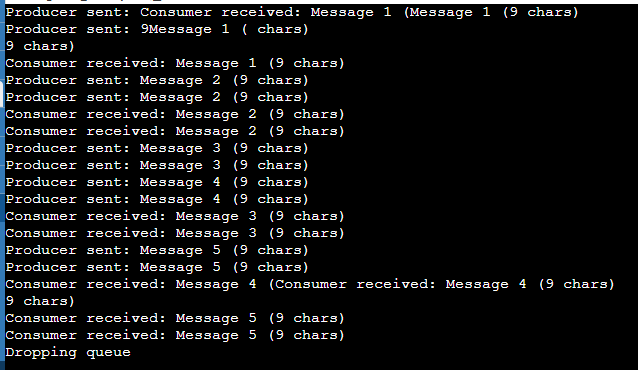 Producer sent: Consumer received: Message 1 (Message 1 (9 chars)
Producer sent: 9Message 1 ( chars)
9 chars)
Consumer received: Message 1 (9 chars)
Producer sent: Message 2 (9 chars)
Producer sent: Message 2 (9 chars)
Consumer received: Message 2 (9 chars)
Consumer received: Message 2 (9 chars)
Producer sent: Message 3 (9 chars)
Producer sent: Message 3 (9 chars)
Producer sent: Message 4 (9 chars)
Producer sent: Message 4 (9 chars)
Consumer received: Message 3 (9 chars)
Consumer received: Message 3 (9 chars)
Producer sent: Message 5 (9 chars)
Producer sent: Message 5 (9 chars)
Consumer received: Message 4 (Consumer received: Message 4 (9 chars)
9 chars)
Consumer received: Message 5 (9 chars)
Consumer received: Message 5 (9 chars)
Dropping queue